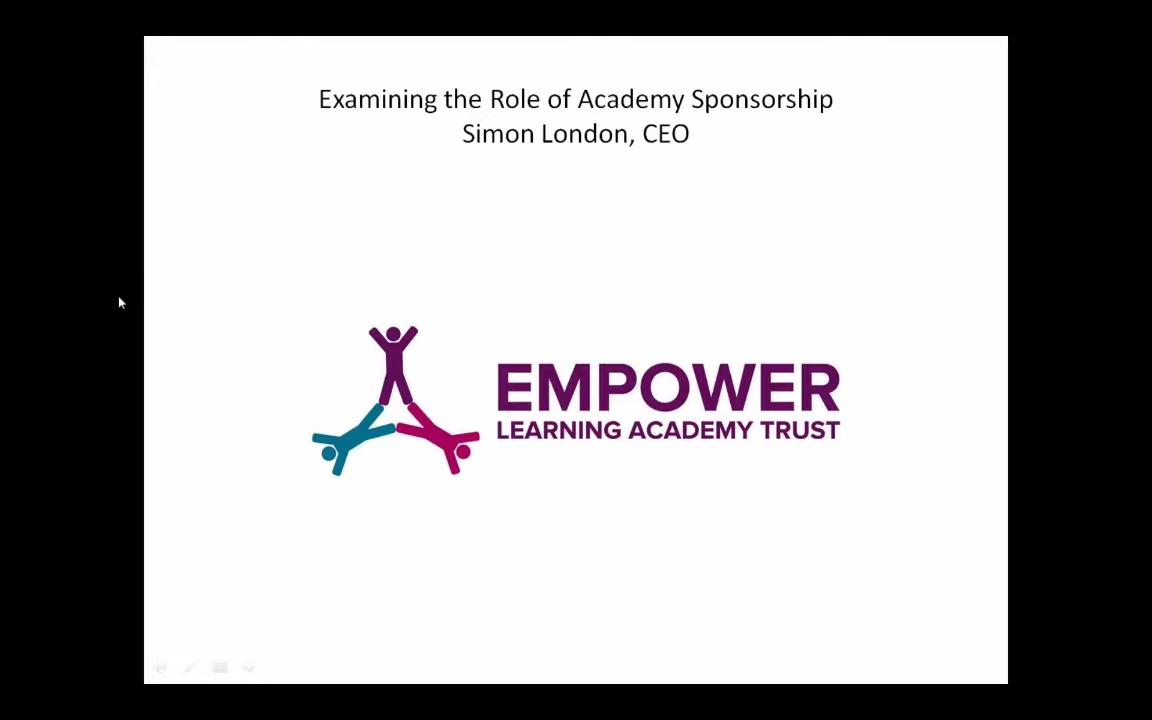 Examining the Role of Academy Sponsorship
Simon London, CEO
EMPOWER
LEARNING ACADEMY TRUST